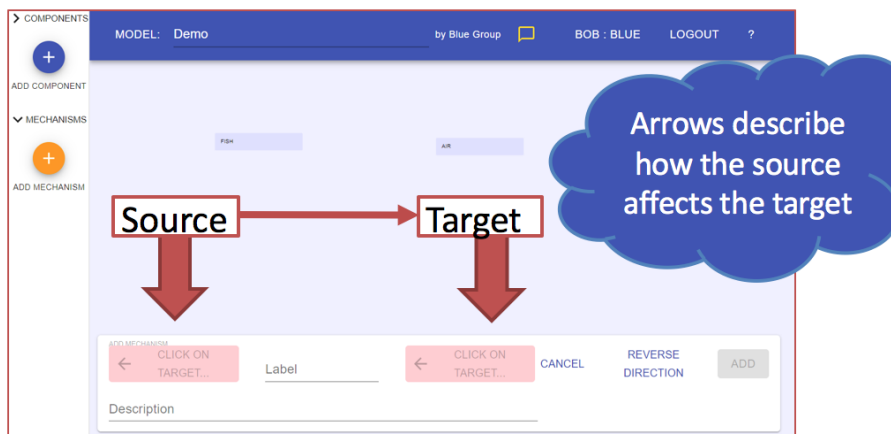 COMPONENTS
MODEL: Demo by Blue Group BOB : BLUE LOGOUT ?
ADD COMPONENT
MECHANISMS
ADD MECHANISM
FISH
AIR
Arrows describe
how the source
affects the target
Source
Target
ADD MECHANISM
CLICK ON
TARGET...
Label
CLICK ON
TARGET...
CANCEL
REVERSE
DIRECTION
ADD
Description